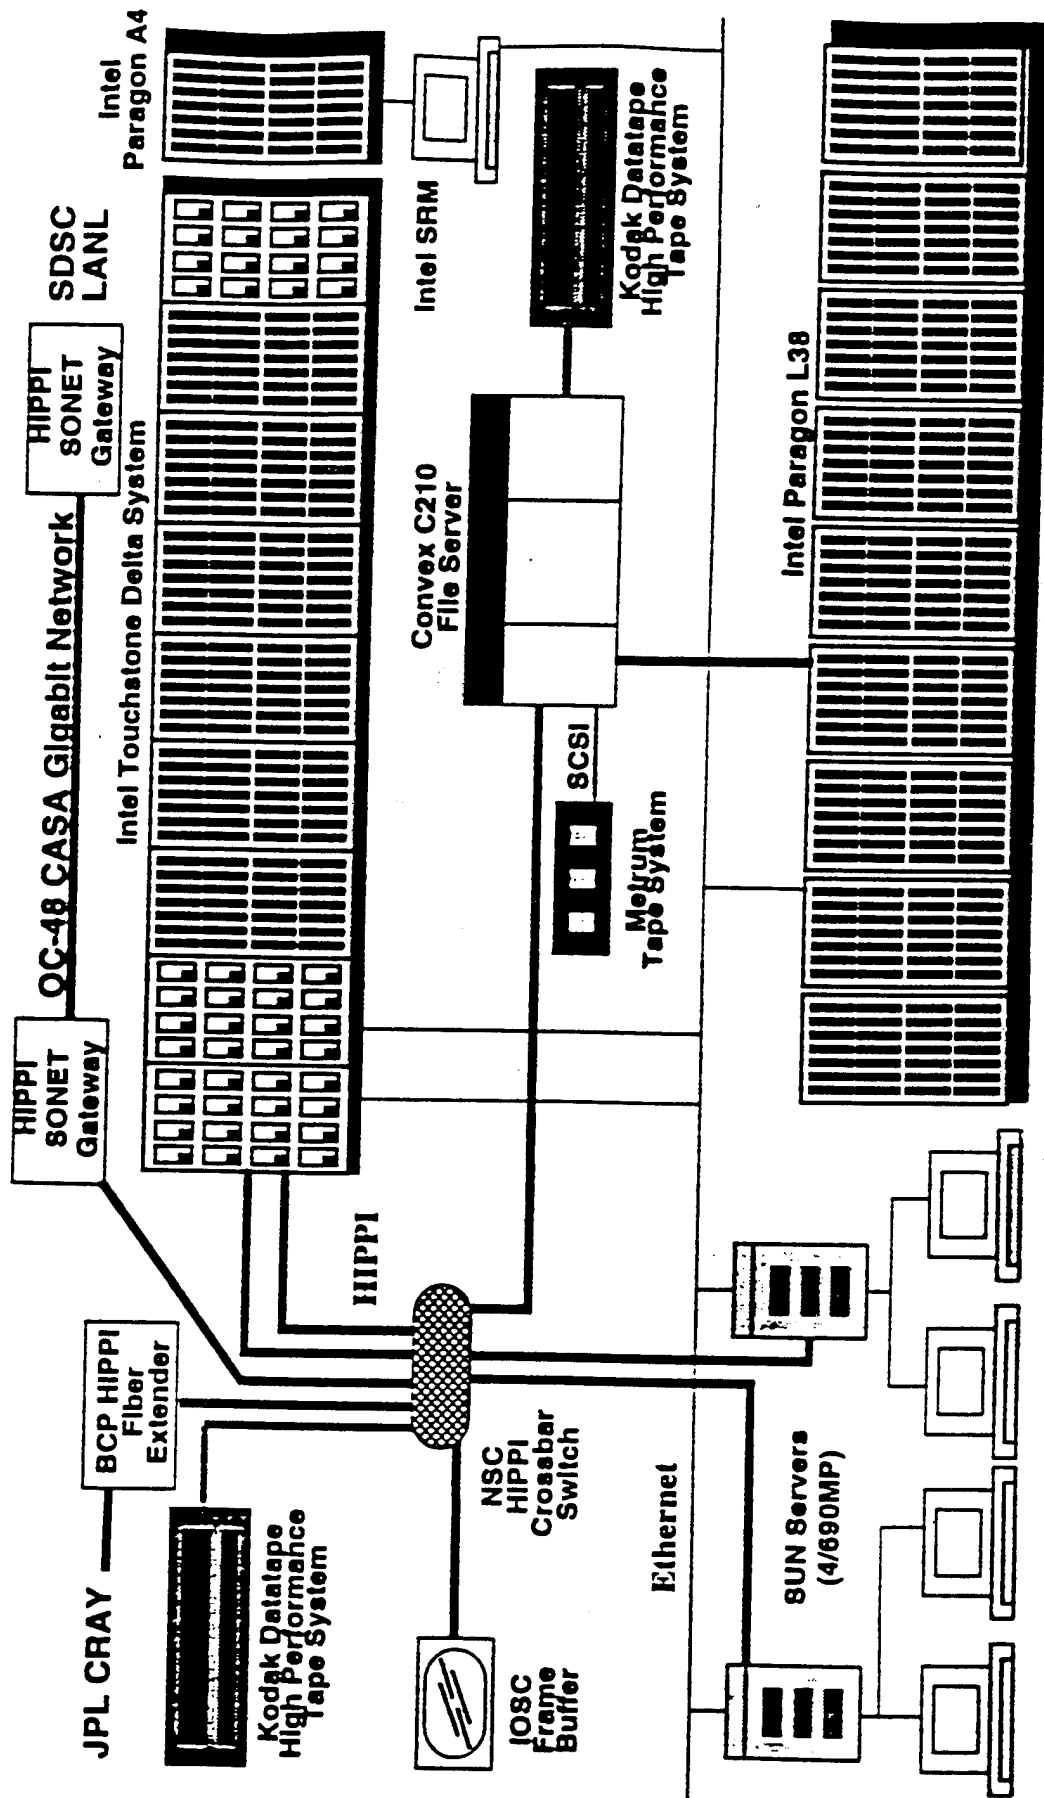 JPL CRAY
BCP HIPPI
Fiber
Extender
HIPPI
SONET
Gateway
OC-48 CASA Gigabit Network
HIPPI
SONET
Gateway
SDSC
LANL
Intel
Paragon A4
Intel Touchstone Delta System
Kodak Datatape
High Performance
Tape System
HIPPI
Intel SRM
NSC
HIPPI
Crossbar
Switch
Convex C210
File Server
IOSC
Frame
Buffer
SCSI
Metrum
Tape System
Kodak Datatape
High Performance
Tape System
Ethernet
SUN Servers
(4/690MP)
Intel Paragon L38